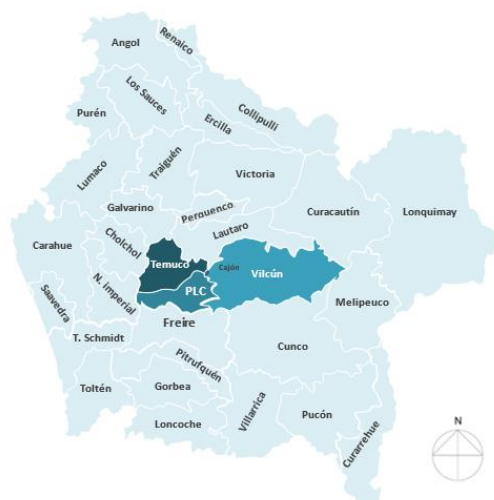 Renaico
Angol
Los Sauces
Collipulli
Purén
Ercilla
Traiguén
Lumaco
Victoria
Galvarino
Perquenco
Curacautín
Lonquimay
Lautaro
Carahue
Cholchol
Temuco
Cajón
Vilcún
N. imperial
PLC
Saavedra
Melipeuco
Freire
T. Schmidt
Cunco
Pitrufquén
Toltén
Gorbea
Villarrica
Pucón
Loncoche
Curarrehue
N